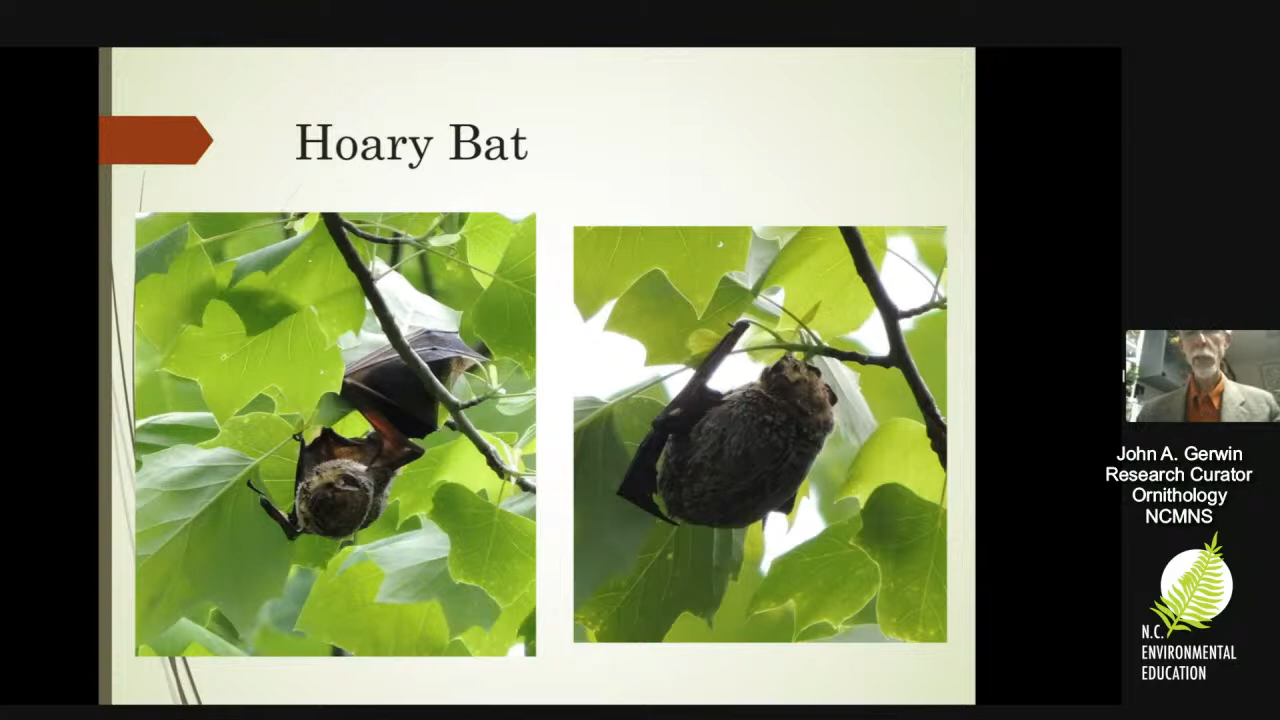 Hoary Bat
John A. Gerwin
Research Curator
Ornithology
NCMNS
N.C.
ENVIRONMENTAL
EDUCATION